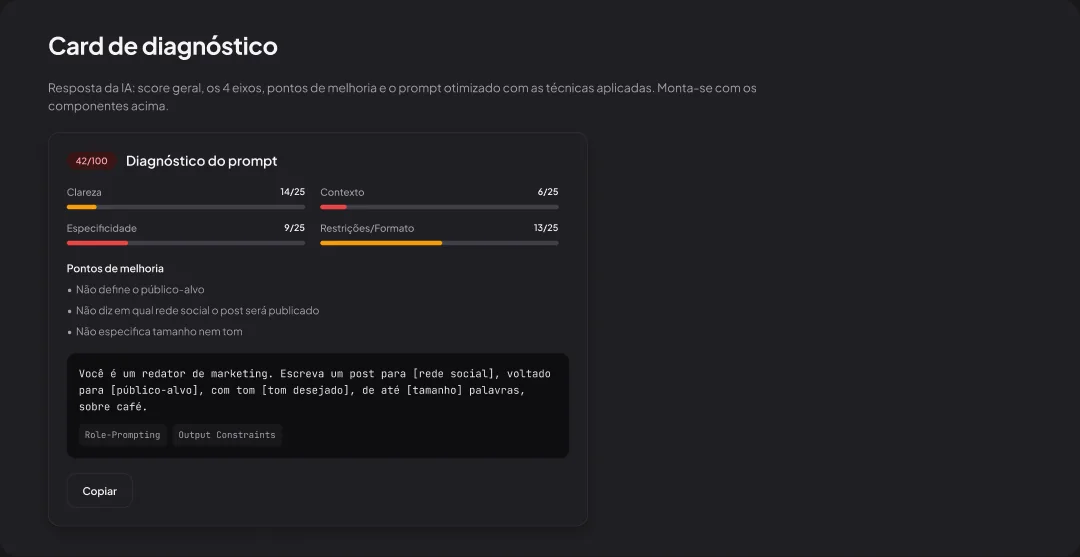 Card de diagnóstico
Resposta da IA: score geral, os 4 eixos, pontos de melhoria e o prompt otimizado com as técnicas aplicadas. Monta-se com os
componentes acima.
42/100 Diagnóstico do prompt
Clareza 14/25 Contexto 6/25
Especificidade 9/25 Restrições/Formato 13/25
Pontos de melhoria
• Não define o público-alvo
• Não diz em qual rede social o post será publicado
• Não especifica tamanho nem tom
Você é um redator de marketing. Escreva um post para [rede social], voltado
para [público-alvo], com tom [tom desejado], de até [tamanho] palavras,
sobre café.
Role-Prompting Output Constraints
Copiar